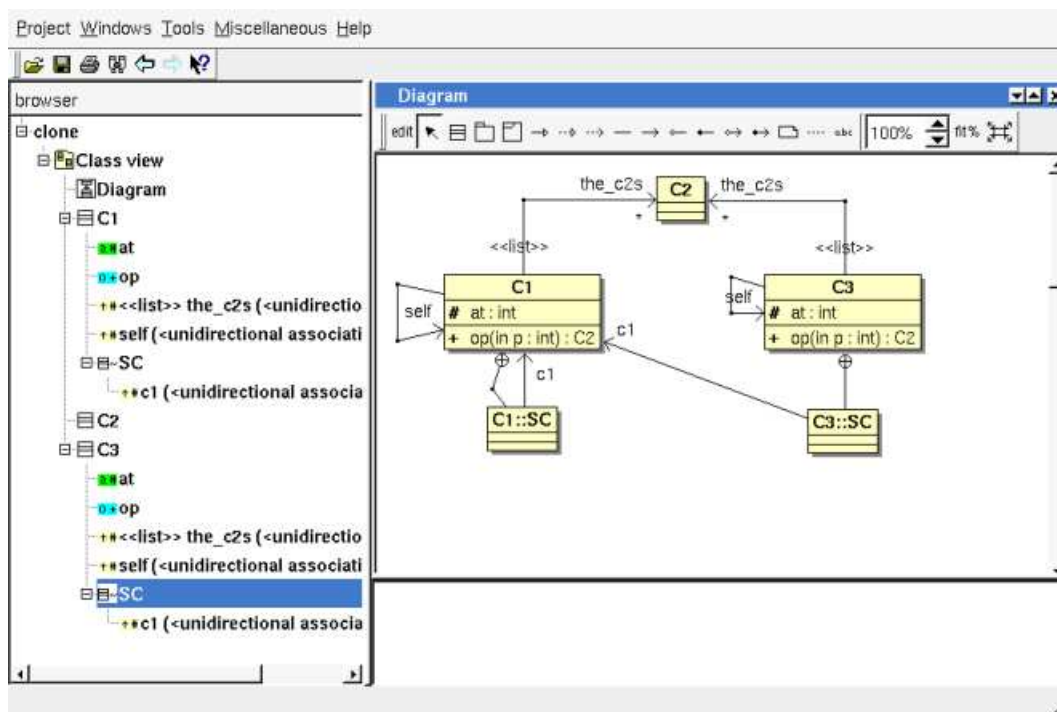 Project Windows Tools Miscellaneous Help
browser
clone
Class view
Diagram
C1
at
op
<<list>> the_c2s (<unidirectio
self (<unidirectional associati
SC
c1 (<unidirectional associa
C2
C3
at
op
<<list>> the_c2s (<unidirectio
self (<unidirectional associati
SC
c1 (<unidirectional associa
Diagram
edit abc 100% fit%
the_c2s C2 the_c2s
* *
<<list>> <<list>>
C1 C3
self # at : int self # at : int
+ op(in p : int) : C2 c1 + op(in p : int) : C2
c1
C1::SC C3::SC